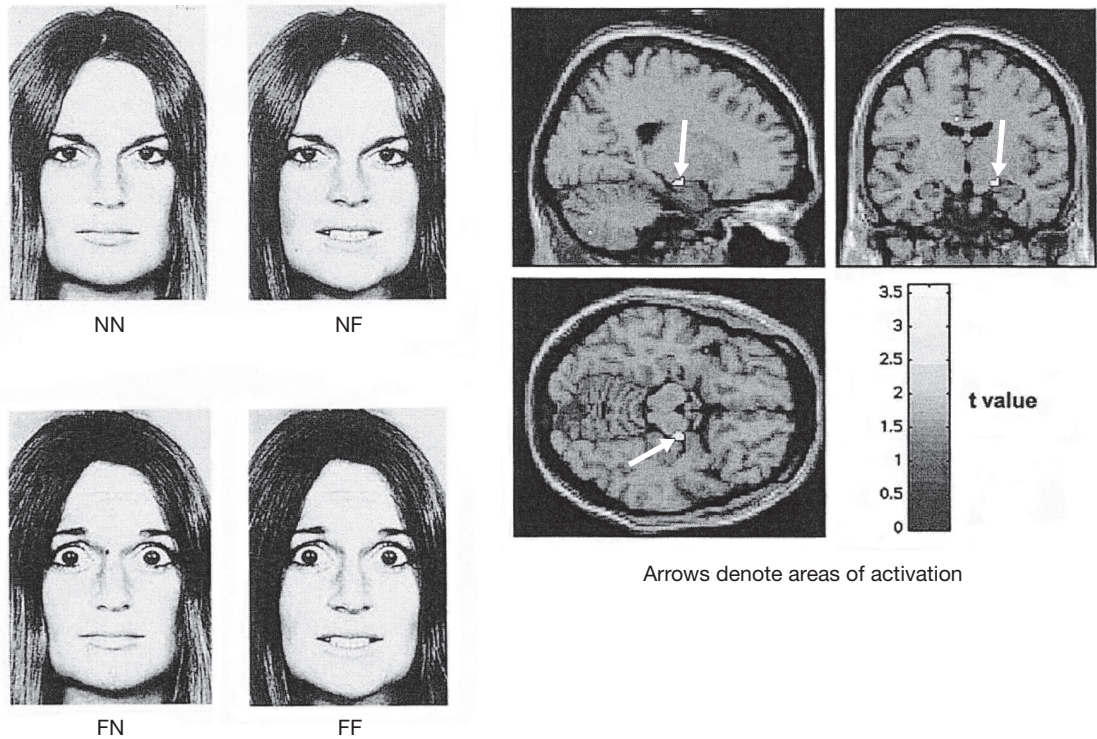 NN
NF
FN
FF
3.5
3
2.5
2
1.5
1
0.5
0
t value
Arrows denote areas of activation